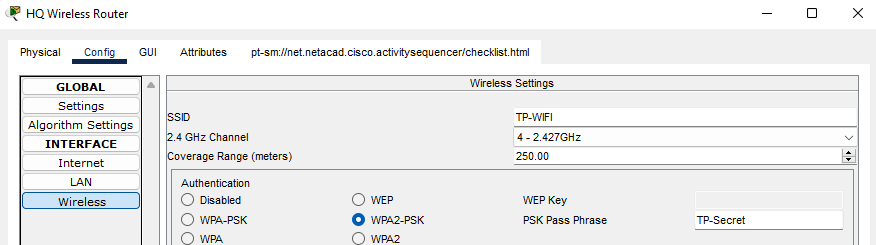 HQ Wireless Router
Physical Config GUI Attributes pt-sm://net.netacad.cisco.activitysequencer/checklist.html
GLOBAL
Settings
Algorithm Settings
INTERFACE
Internet
LAN
Wireless
Wireless Settings
SSID TP-WIFI
2.4 GHz Channel 4 - 2.427GHz
Coverage Range (meters) 250.00
Authentication
Disabled WEP WEP Key
WPA-PSK WPA2-PSK PSK Pass Phrase TP-Secret
WPA WPA2